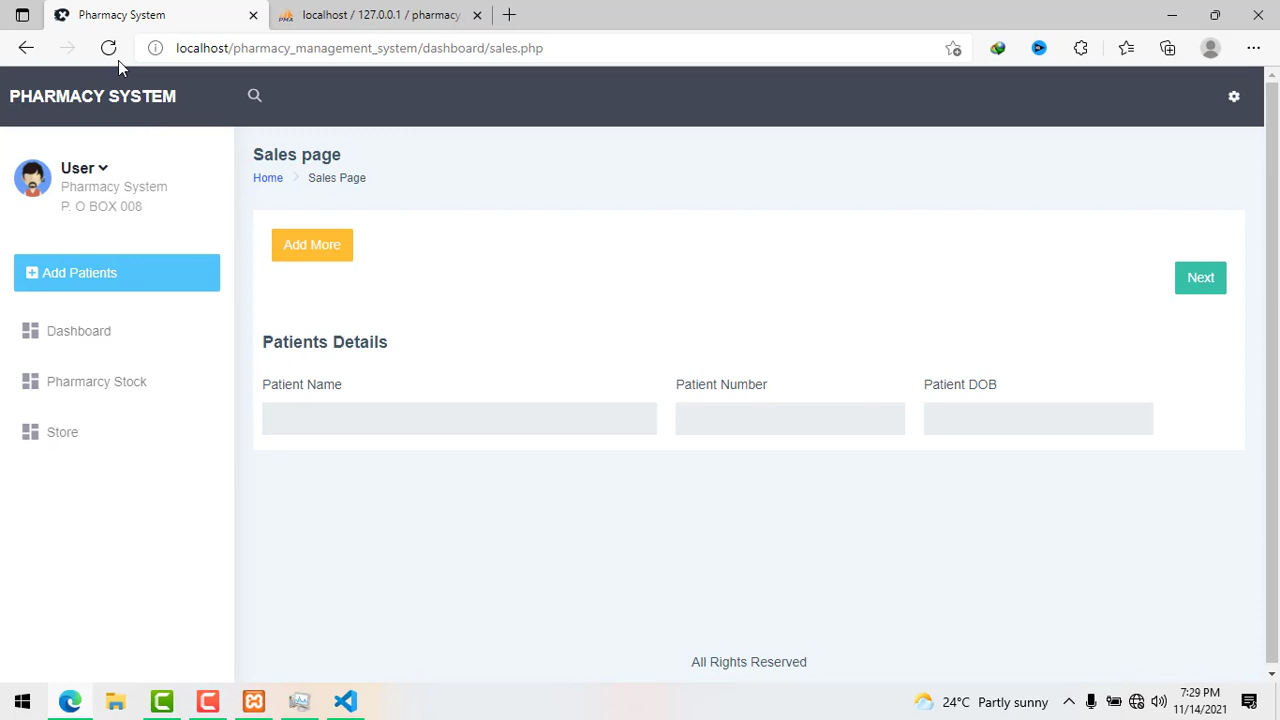 Pharmacy System
localhost / 127.0.0.1 / pharmacy
localhost/pharmacy_management_system/dashboard/sales.php
PHARMACY SYSTEM
User
Pharmacy System
P. O BOX 008
Add Patients
Dashboard
Pharmarcy Stock
Store
Sales page
Home
Sales Page
Add More
Next
Patients Details
Patient Name
Patient Number
Patient DOB
All Rights Reserved
24°C Partly sunny
7:29 PM
11/14/2021